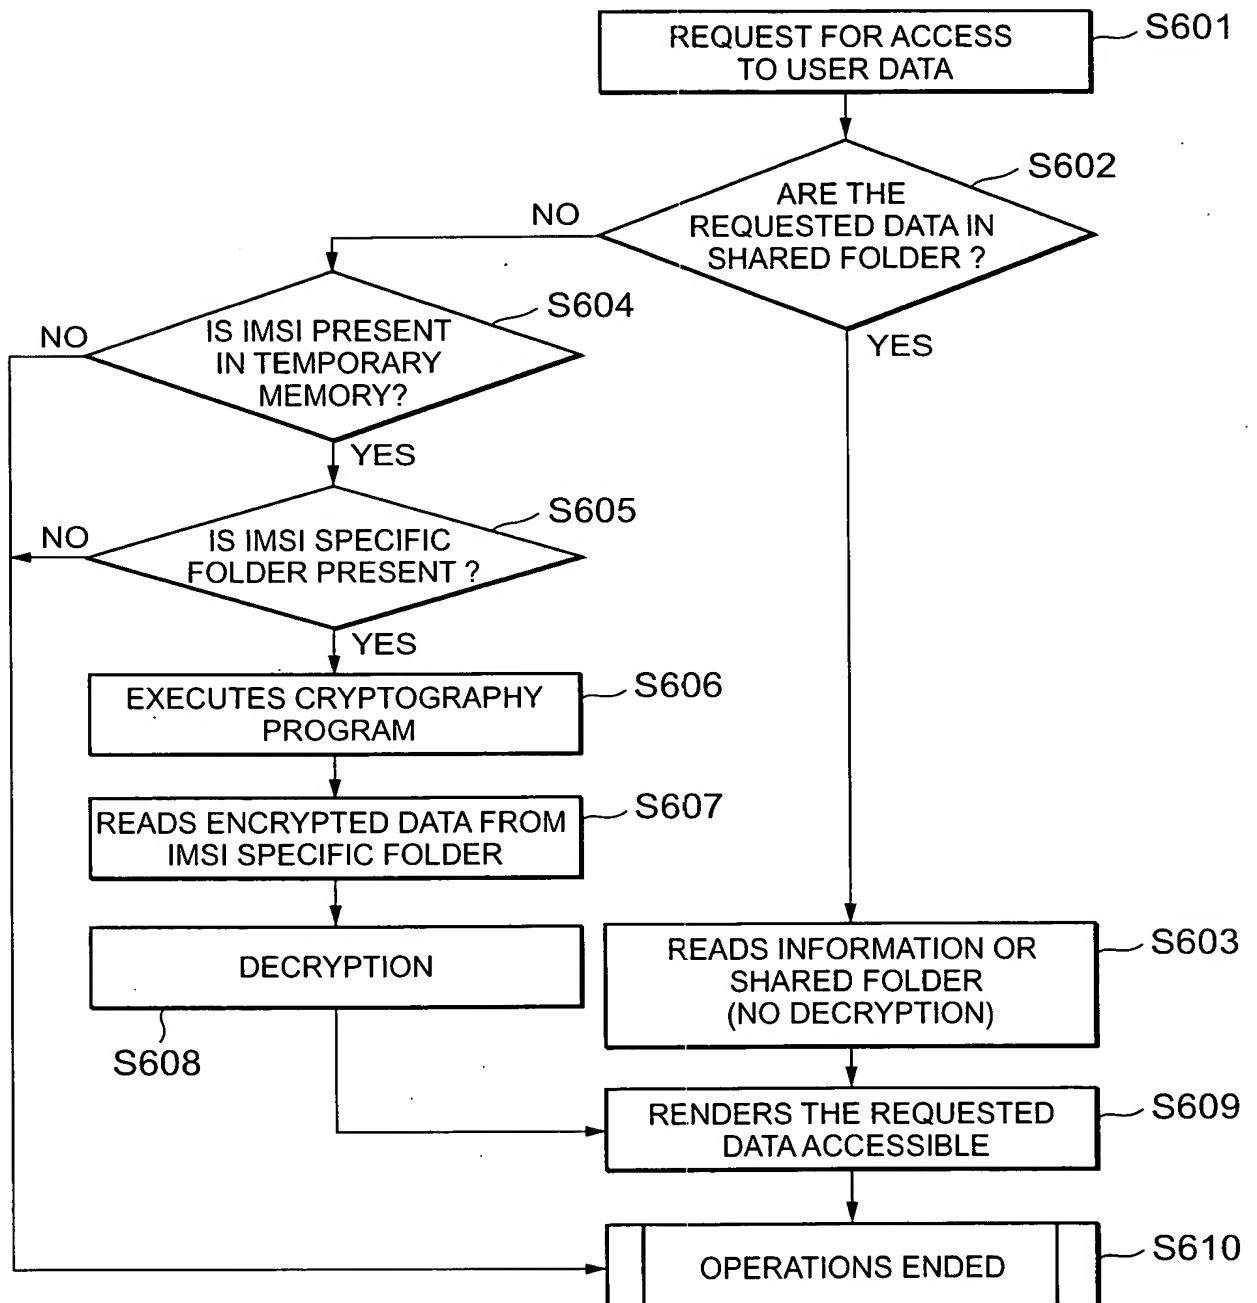 REQUEST FOR ACCESS
TO USER DATA
S601
ARE THE
REQUESTED DATA IN
SHARED FOLDER ?
S602
NO
YES
IS IMSI PRESENT
IN TEMPORARY
MEMORY?
S604
NO
YES
IS IMSI SPECIFIC
FOLDER PRESENT ?
S605
NO
YES
EXECUTES CRYPTOGRAPHY
PROGRAM
S606
READS ENCRYPTED DATA FROM
IMSI SPECIFIC FOLDER
S607
DECRYPTION
S608
READS INFORMATION OR
SHARED FOLDER
(NO DECRYPTION)
S603
RENDERS THE REQUESTED
DATA ACCESSIBLE
S609
OPERATIONS ENDED
S610